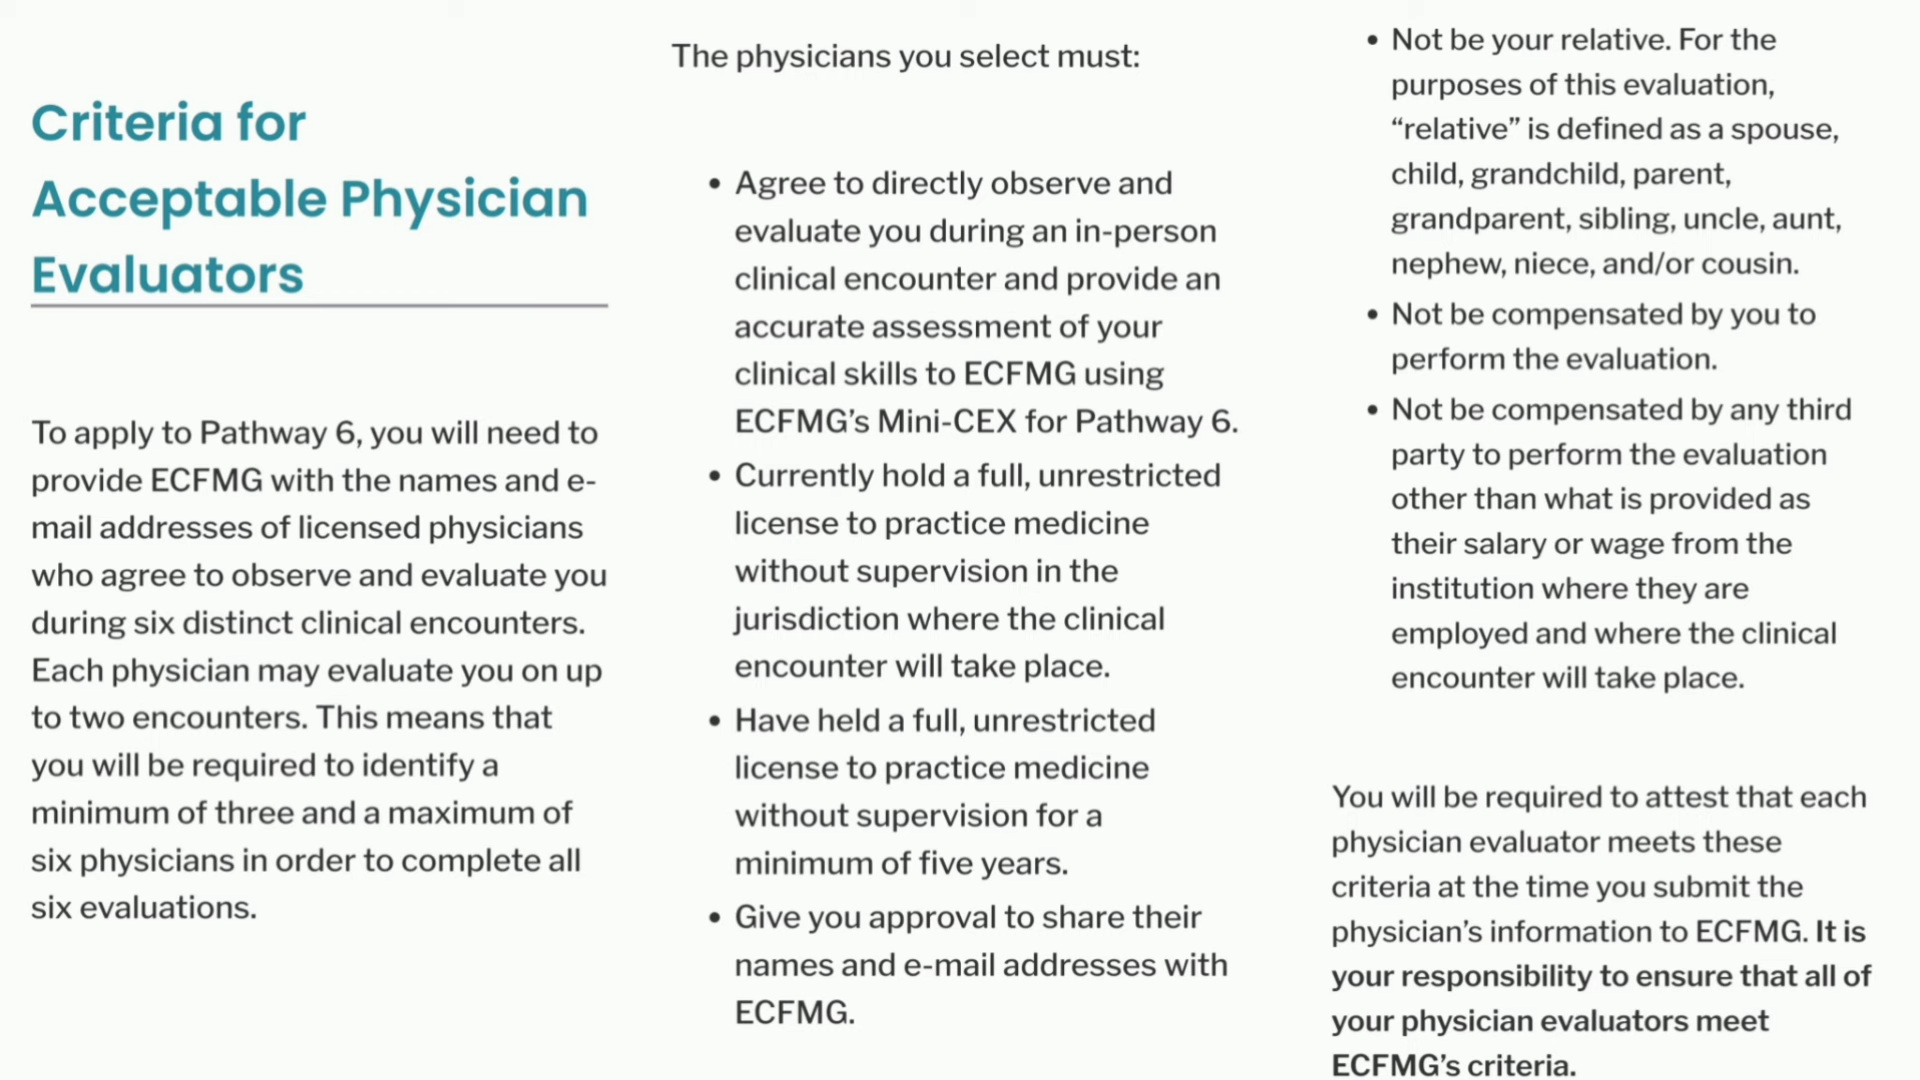 Criteria for
Acceptable Physician
Evaluators
To apply to Pathway 6, you will need to
provide ECFMG with the names and e-
mail addresses of licensed physicians
who agree to observe and evaluate you
during six distinct clinical encounters.
Each physician may evaluate you on up
to two encounters. This means that
you will be required to identify a
minimum of three and a maximum of
six physicians in order to complete all
six evaluations.
The physicians you select must:
• Agree to directly observe and
evaluate you during an in-person
clinical encounter and provide an
accurate assessment of your
clinical skills to ECFMG using
ECFMG’s Mini-CEX for Pathway 6.
• Currently hold a full, unrestricted
license to practice medicine
without supervision in the
jurisdiction where the clinical
encounter will take place.
• Have held a full, unrestricted
license to practice medicine
without supervision for a
minimum of five years.
• Give you approval to share their
names and e-mail addresses with
ECFMG.
• Not be your relative. For the
purposes of this evaluation,
“relative” is defined as a spouse,
child, grandchild, parent,
grandparent, sibling, uncle, aunt,
nephew, niece, and/or cousin.
• Not be compensated by you to
perform the evaluation.
• Not be compensated by any third
party to perform the evaluation
other than what is provided as
their salary or wage from the
institution where they are
employed and where the clinical
encounter will take place.
You will be required to attest that each
physician evaluator meets these
criteria at the time you submit the
physician’s information to ECFMG. It is
your responsibility to ensure that all of
your physician evaluators meet
ECFMG’s criteria.